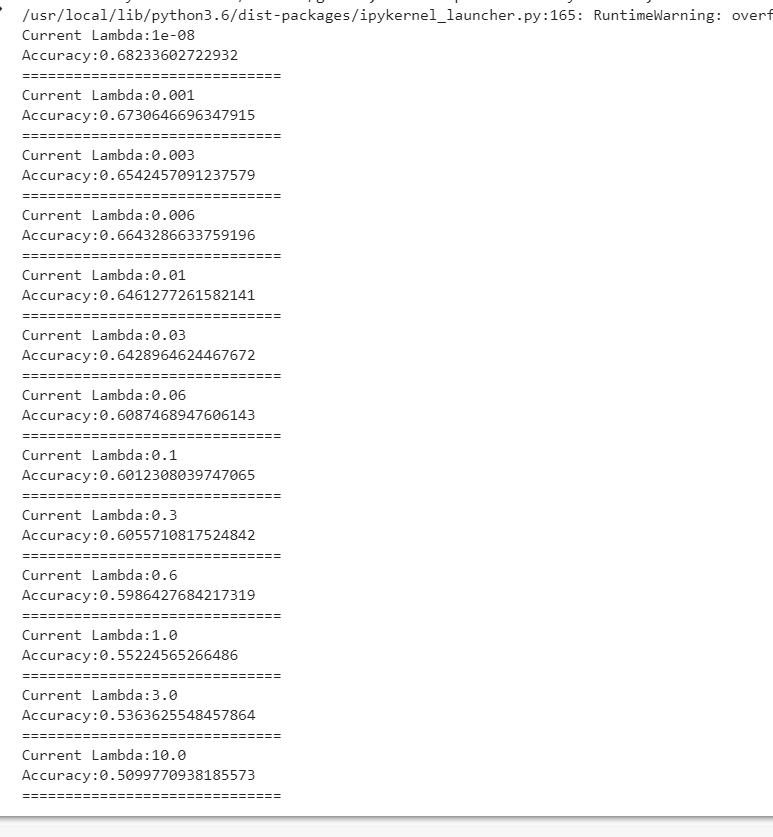 /usr/local/lib/python3.6/dist-packages/ipykernel_launcher.py:165: RuntimeWarning:
Current Lambda:1e-08
Accuracy:0.68233602722932
==============================
Current Lambda:0.001
Accuracy:0.6730646696347915
==============================
Current Lambda:0.003
Accuracy:0.6542457091237579
==============================
Current Lambda:0.006
Accuracy:0.6643286633759196
==============================
Current Lambda:0.01
Accuracy:0.6461277261582141
==============================
Current Lambda:0.03
Accuracy:0.6428964624467672
==============================
Current Lambda:0.06
Accuracy:0.6087468947606143
==============================
Current Lambda:0.1
Accuracy:0.6012308039747065
==============================
Current Lambda:0.3
Accuracy:0.6055710817524842
==============================
Current Lambda:0.6
Accuracy:0.5986427684217319
==============================
Current Lambda:1.0
Accuracy:0.55224565266486
==============================
Current Lambda:3.0
Accuracy:0.5363625548457864
==============================
Current Lambda:10.0
Accuracy:0.5099770938185573
==============================